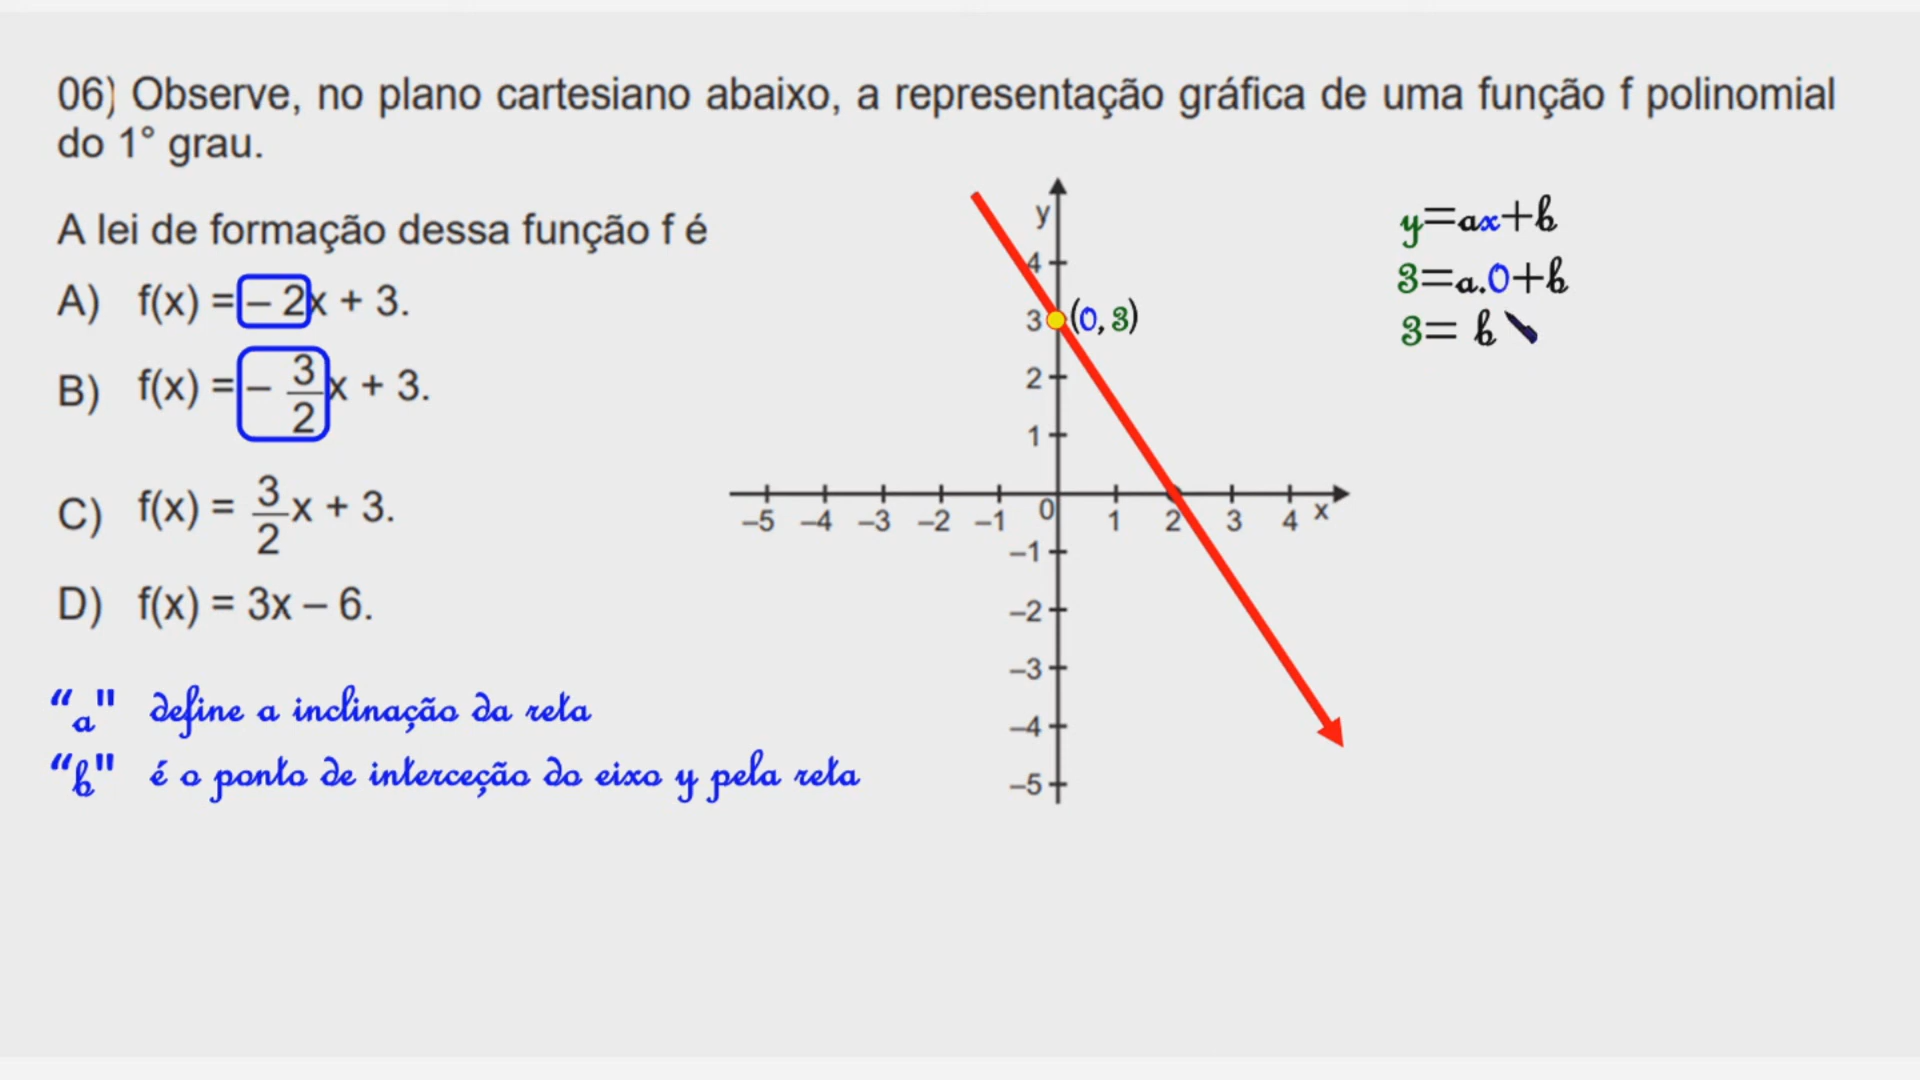 06) Observe, no plano cartesiano abaixo, a representação gráfica de uma função f polinomial
do 1° grau.
A lei de formação dessa função f é
A) f(x) = – 2x + 3.
B) f(x) = – 3/2 x + 3.
C) f(x) = 3/2 x + 3.
D) f(x) = 3x – 6.
"a" define a inclinação da reta
"b" é o ponto de interceção do eixo y pela reta
y
4
3 (0, 3)
2
1
–5 –4 –3 –2 –1 0 1 2 3 4 x
–1
–2
–3
–4
–5
y=ax+b
3=a.0+b
3= b